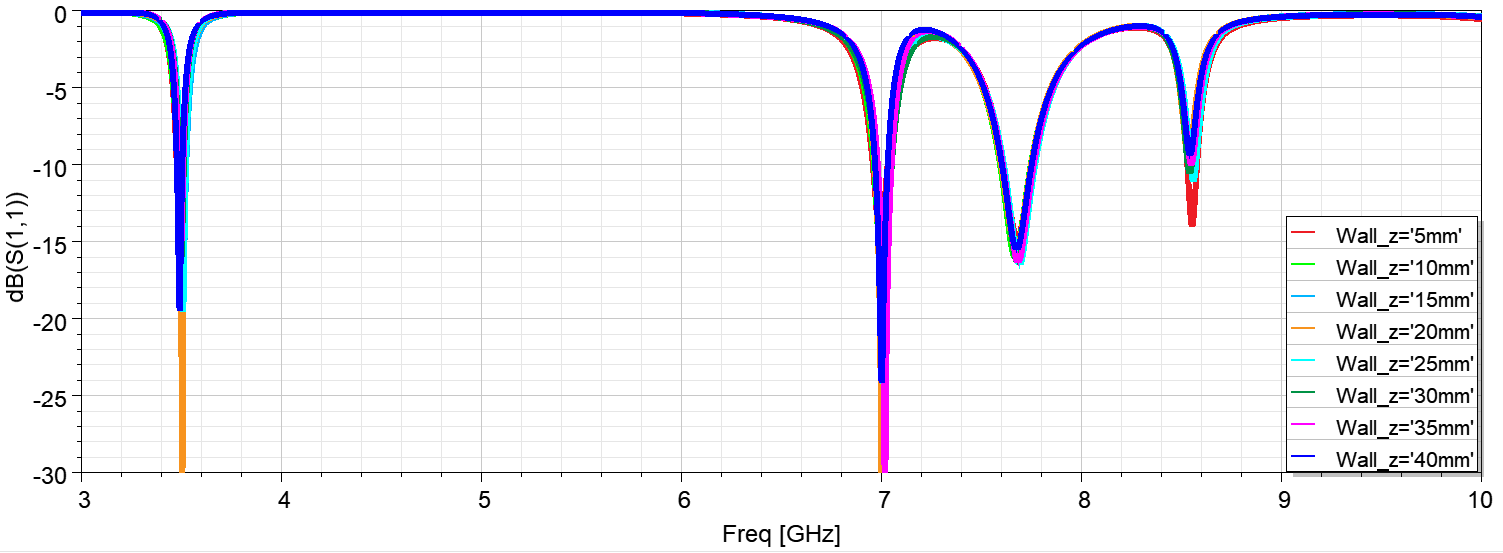 dB(S(1,1))
0
-5
-10
-15
-20
-25
-30
3
4
5
6
7
8
9
10
Freq [GHz]
Wall_z='5mm'
Wall_z='10mm'
Wall_z='15mm'
Wall_z='20mm'
Wall_z='25mm'
Wall_z='30mm'
Wall_z='35mm'
Wall_z='40mm'